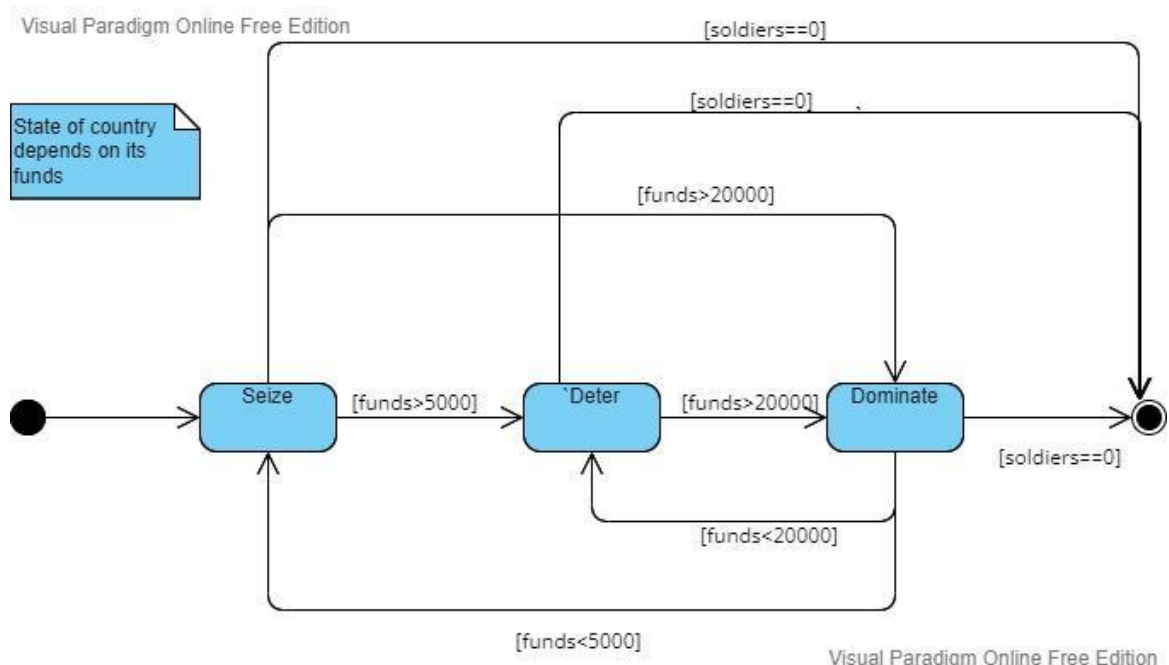 Visual Paradigm Online Free Edition
[soldiers==0]
[soldiers==0] `
State of country
depends on its
funds
[funds>20000]
Seize
[funds>5000]
`Deter
[funds>20000]
Dominate
[soldiers==0]
[funds<20000]
[funds<5000]
Visual Paradigm Online Free Edition